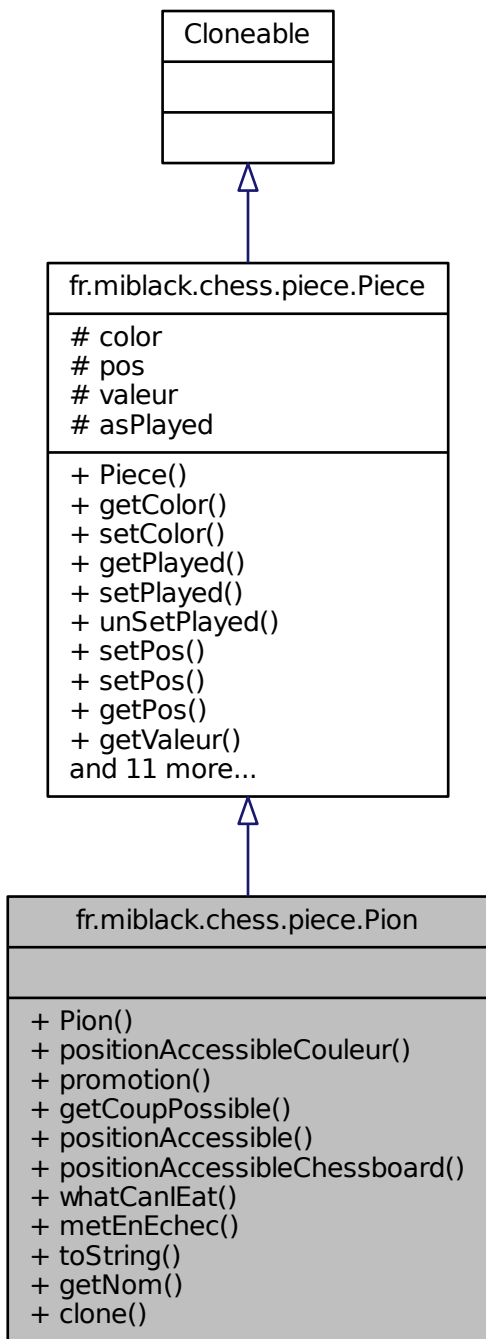 Cloneable
fr.miblack.chess.piece.Piece
# color
# pos
# valeur
# asPlayed
+ Piece()
+ getColor()
+ setColor()
+ getPlayed()
+ setPlayed()
+ unSetPlayed()
+ setPos()
+ setPos()
+ getPos()
+ getValeur()
and 11 more...
fr.miblack.chess.piece.Pion
+ Pion()
+ positionAccessibleCouleur()
+ promotion()
+ getCoupPossible()
+ positionAccessible()
+ positionAccessibleChessboard()
+ whatCanIEat()
+ metEnEchec()
+ toString()
+ getNom()
+ clone()